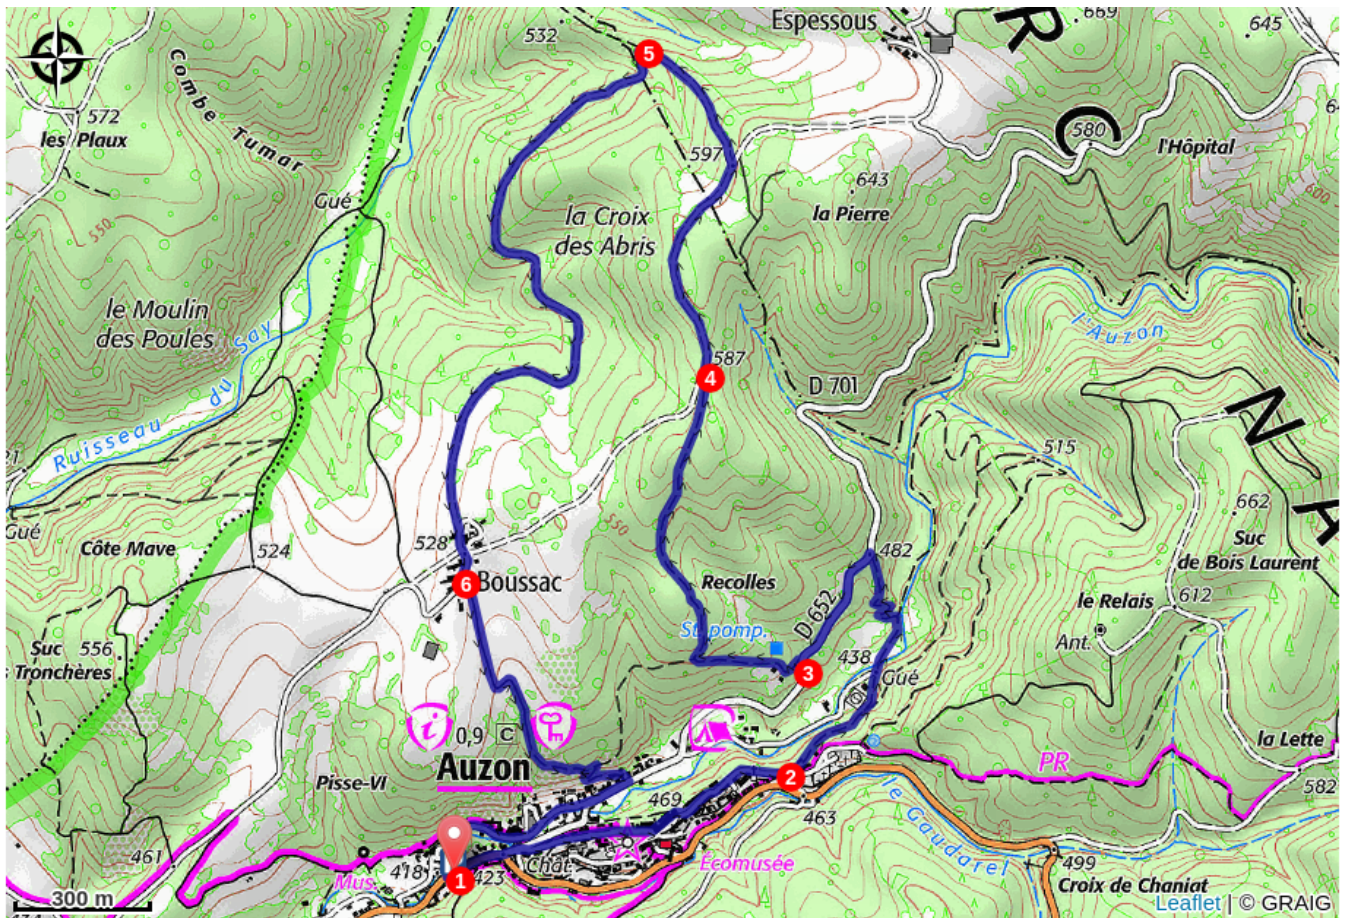 Espessous
532
669
645
R
5
572
Combe Tumar
les Plaux
580
C
l'Hôpital
597
643
Gué
la Pierre
600
550
la Croix
des Abris
le Moulin
des Poules
l'Auzon
587
4
D 701
N
515
Ruisseau du Say
662
A
550
Gué
Côte Mave
524
528
482
Suc
de Bois Laurent
6
Boussac
Recolles
D 652
le Relais
612
St pomp.
Ant.
Suc
556
Tronchères
438
3
Gué
0,9
C
Auzon
Pisse-Vi
PR
la Lette
2
582
469
463
le Gaudarel
461
Écomusée
499
Mus.
418
423
Chât.
1
Croix de Chaniat
300 m
Leaflet | © GRAIG